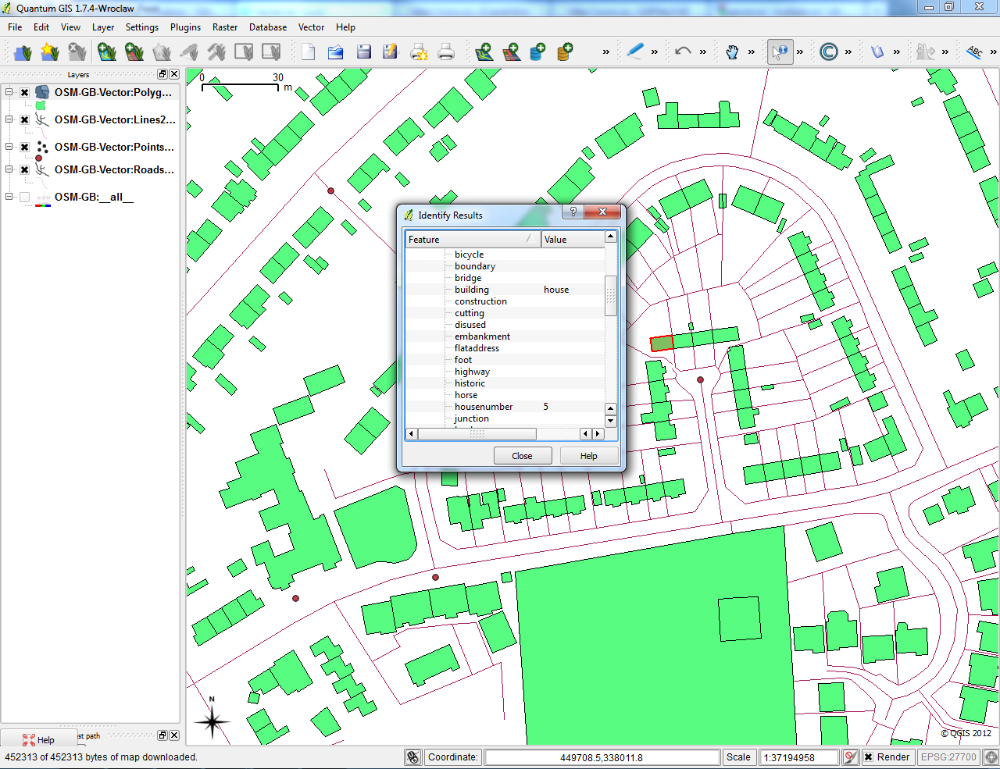 Quantum GIS 1.7.4-Wroclaw
File Edit View Layer Settings Plugins Raster Database Vector Help
ABC
Layers
OSM-GB-Vector:Polyg...
OSM-GB-Vector:Lines2...
OSM-GB-Vector:Points...
OSM-GB-Vector:Roads...
OSM-GB:__all__
0 30
m
Identify Results
Feature Value
bicycle
boundary
bridge
building house
construction
cutting
disused
embankment
flataddress
foot
highway
historic
horse
housenumber 5
junction
Close Help
N
© QGIS 2012
Help
st path
452313 of 452313 bytes of map downloaded.
Coordinate: 449708.5,338011.8 Scale 1:37194958 Render EPSG:27700